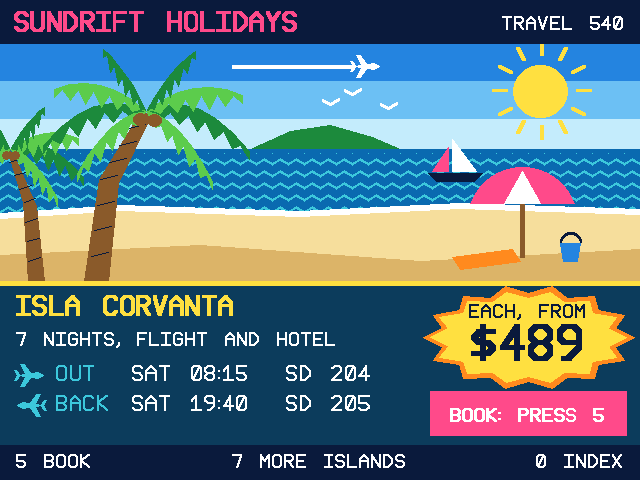 SUNDRIFT HOLIDAYS
TRAVEL 540
ISLA CORVANTA
7 NIGHTS, FLIGHT AND HOTEL
OUT SAT 08:15 SD 204
BACK SAT 19:40 SD 205
EACH, FROM
$489
BOOK: PRESS 5
5 BOOK
7 MORE ISLANDS
0 INDEX